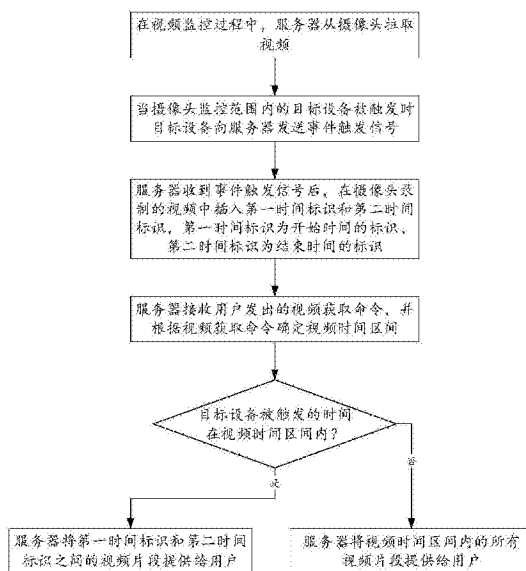 在视频监控过程中，服务器从摄像头拉取
视频
当摄像头监控范围内的目标设备被触发时
目标设备向服务器发送事件触发信号
服务器收到事件触发信号后，在摄像头录
制的视频中插入第一时间标识和第二时间
标识，第一时间标识为开始时间的标识、
第二时间标识为结束时间的标识
服务器接收用户发出的视频获取命令，并
根据视频获取命令确定视频时间区间
目标设备被触发的时间
在视频时间区间内？
是
否
服务器将第一时间标识和第二时间
标识之间的视频片段提供给用户
服务器将视频时间区间内的所有
视频片段提供给用户